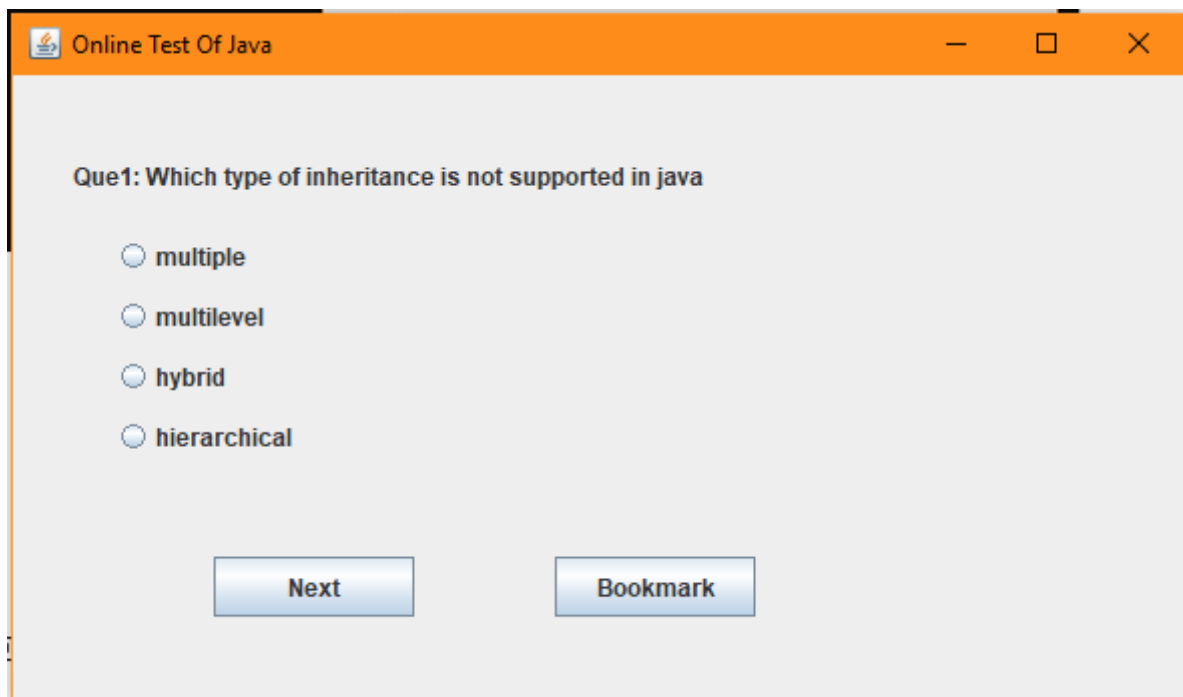 Online Test Of Java
Que1: Which type of inheritance is not supported in java
multiple
multilevel
hybrid
hierarchical
Next
Bookmark